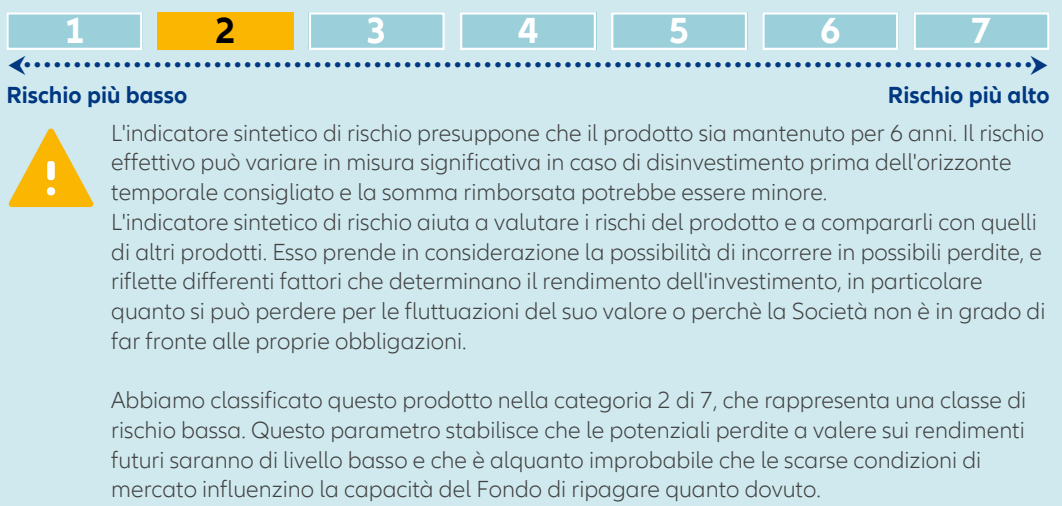 1 2 3 4 5 6 7
Rischio più basso Rischio più alto
L'indicatore sintetico di rischio presuppone che il prodotto sia mantenuto per 6 anni. Il rischio
effettivo può variare in misura significativa in caso di disinvestimento prima dell'orizzonte
temporale consigliato e la somma rimborsata potrebbe essere minore.
L'indicatore sintetico di rischio aiuta a valutare i rischi del prodotto e a compararli con quelli
di altri prodotti. Esso prende in considerazione la possibilità di incorrere in possibili perdite, e
riflette differenti fattori che determinano il rendimento dell'investimento, in particolare
quanto si può perdere per le fluttuazioni del suo valore o perchè la Società non è in grado di
far fronte alle proprie obbligazioni.
Abbiamo classificato questo prodotto nella categoria 2 di 7, che rappresenta una classe di
rischio bassa. Questo parametro stabilisce che le potenziali perdite a valere sui rendimenti
futuri saranno di livello basso e che è alquanto improbabile che le scarse condizioni di
mercato influenzino la capacità del Fondo di ripagare quanto dovuto.